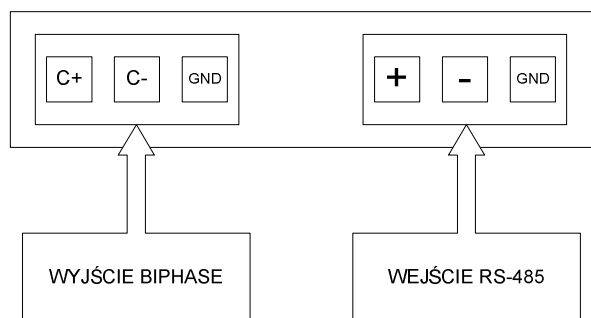 C+ C- GND + - GND
WYJŚCIE BIPHASE WEJŚCIE RS-485